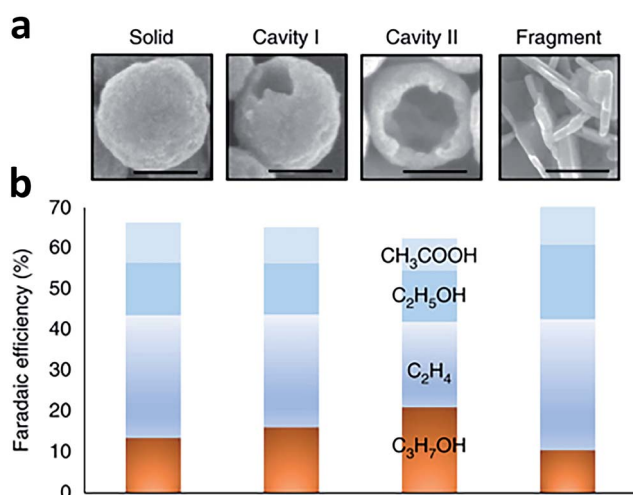 a
Solid
Cavity I
Cavity II
Fragment
b
Faradaic efficiency (%)
70
60
50
40
30
20
10
0
CH₃COOH
C₂H₅OH
C₂H₄
C₃H₇OH